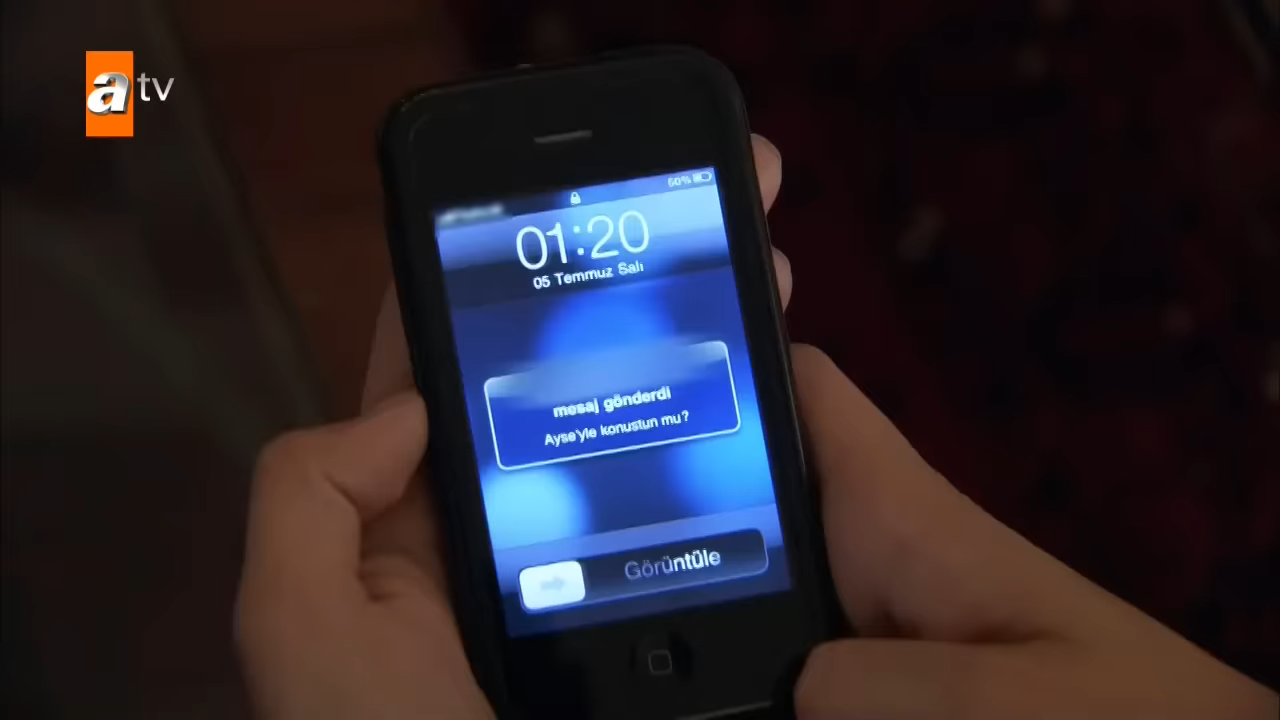 atv
60%
01:20
05 Temmuz Salı
mesaj gönderdi
Ayse'yle konustun mu?
Görüntüle